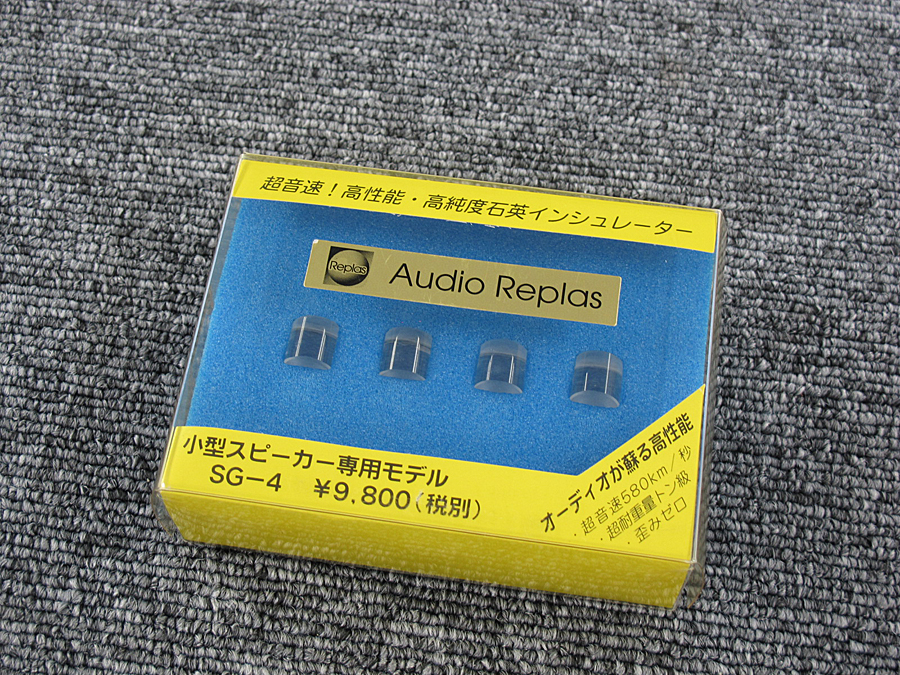 超音速!高性能・高純度石英インシュレーター
Replas
Audio Replas
小型スピーカー専用モデル
SG-4 ¥9,800(税別)
オーディオが蘇る高性能
・超音速580km/秒
・超耐重量トン級
・歪みゼロ